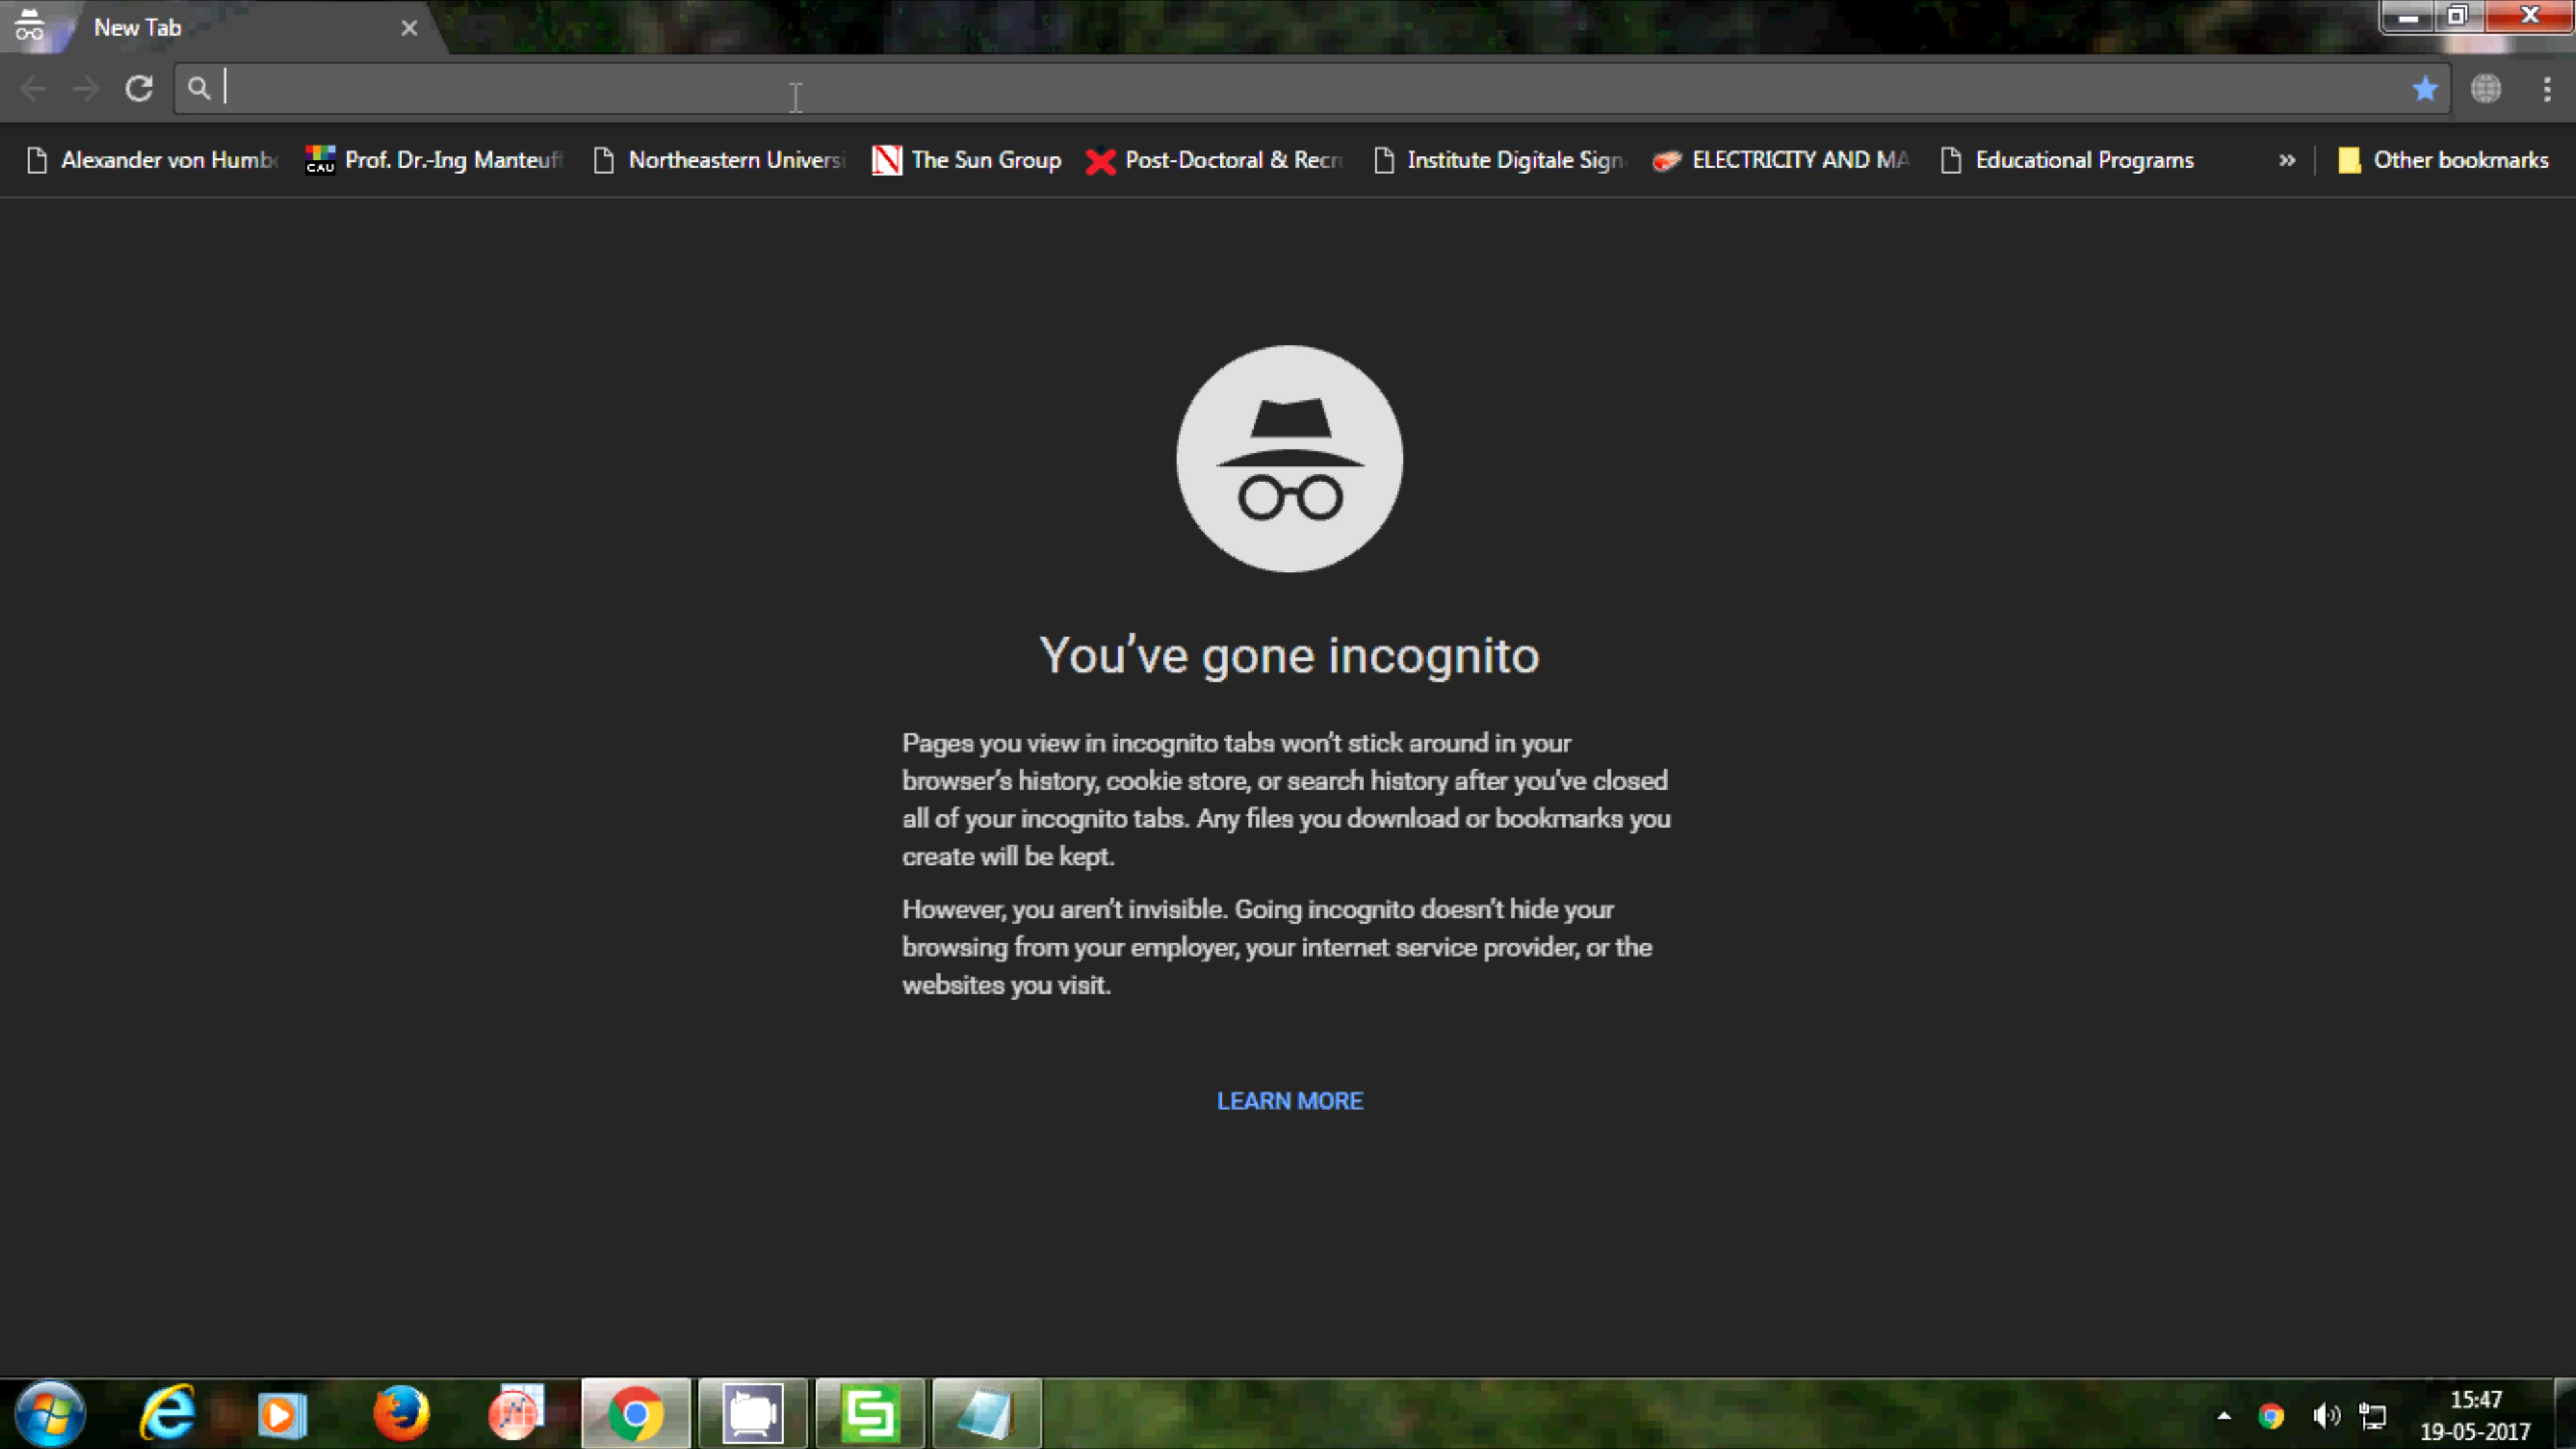 New Tab
Alexander von Humb
Prof. Dr.-Ing Manteuf
Northeastern Universi
The Sun Group
Post-Doctoral & Recr
Institute Digitale Sign
ELECTRICITY AND MA
Educational Programs
»
Other bookmarks
CAU
You've gone incognito
Pages you view in incognito tabs won't stick around in your
browser's history, cookie store, or search history after you've closed
all of your incognito tabs. Any files you download or bookmarks you
create will be kept.
However, you aren't invisible. Going incognito doesn't hide your
browsing from your employer, your internet service provider, or the
websites you visit.
LEARN MORE
15:47
19-05-2017